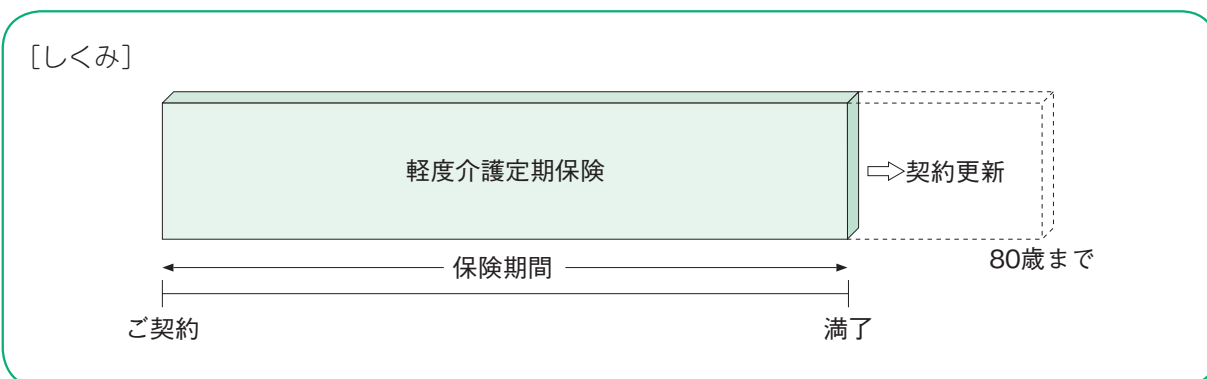 [しくみ]
軽度介護定期保険
⇨契約更新
保険期間
80歳まで
ご契約
満了